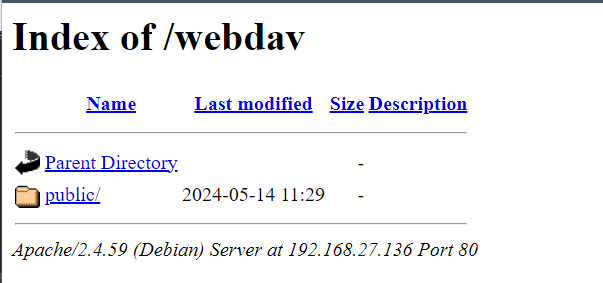 Index of /webdav
Name Last modified Size Description
Parent Directory -
public/ 2024-05-14 11:29 -
Apache/2.4.59 (Debian) Server at 192.168.27.136 Port 80